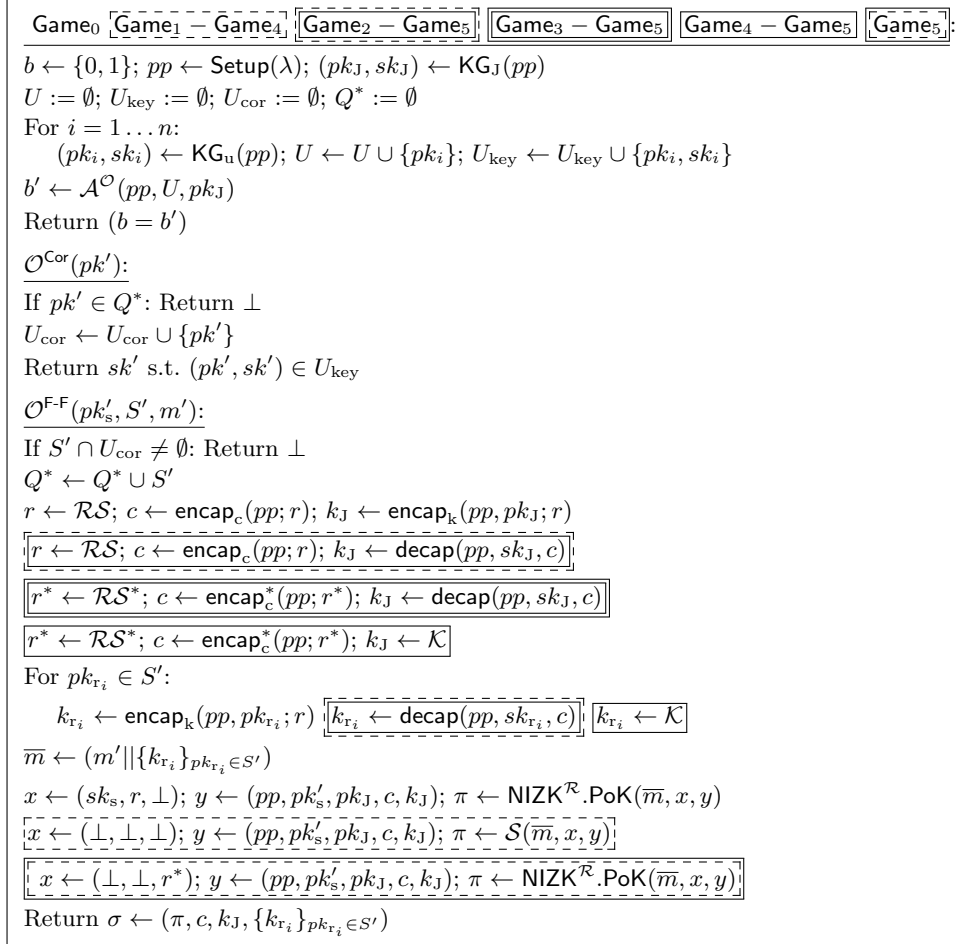 Game₀ Game₁ − Game₄ Game₂ − Game₅ Game₃ − Game₅ Game₄ − Game₅ Game₅:
b ← {0, 1}; pp ← Setup(λ); (pk_J, sk_J) ← KG_J(pp)
U := ∅; U_key := ∅; U_cor := ∅; Q* := ∅
For i = 1 . . . n:
(pk_i, sk_i) ← KG_u(pp); U ← U ∪ {pk_i}; U_key ← U_key ∪ {pk_i, sk_i}
b′ ← 𝒜^𝒪(pp, U, pk_J)
Return (b = b′)
𝒪^Cor(pk′):
If pk′ ∈ Q*: Return ⊥
U_cor ← U_cor ∪ {pk′}
Return sk′ s.t. (pk′, sk′) ∈ U_key
𝒪^F-F(pk′_s, S′, m′):
If S′ ∩ U_cor ≠ ∅: Return ⊥
Q* ← Q* ∪ S′
r ← ℛ𝒮; c ← encap_c(pp; r); k_J ← encap_k(pp, pk_J; r)
r ← ℛ𝒮; c ← encap_c(pp; r); k_J ← decap(pp, sk_J, c)
r* ← ℛ𝒮*; c ← encap*_c(pp; r*); k_J ← decap(pp, sk_J, c)
r* ← ℛ𝒮*; c ← encap*_c(pp; r*); k_J ← 𝒦
For pk_{r_i} ∈ S′:
k_{r_i} ← encap_k(pp, pk_{r_i}; r) k_{r_i} ← decap(pp, sk_{r_i}, c) k_{r_i} ← 𝒦
m̅ ← (m′||{k_{r_i}}_{pk_{r_i} ∈ S′})
x ← (sk_s, r, ⊥); y ← (pp, pk′_s, pk_J, c, k_J); π ← NIZK^ℛ.PoK(m̅, x, y)
x ← (⊥, ⊥, ⊥); y ← (pp, pk′_s, pk_J, c, k_J); π ← 𝒮(m̅, x, y)
x ← (⊥, ⊥, r*); y ← (pp, pk′_s, pk_J, c, k_J); π ← NIZK^ℛ.PoK(m̅, x, y)
Return σ ← (π, c, k_J, {k_{r_i}}_{pk_{r_i} ∈ S′})